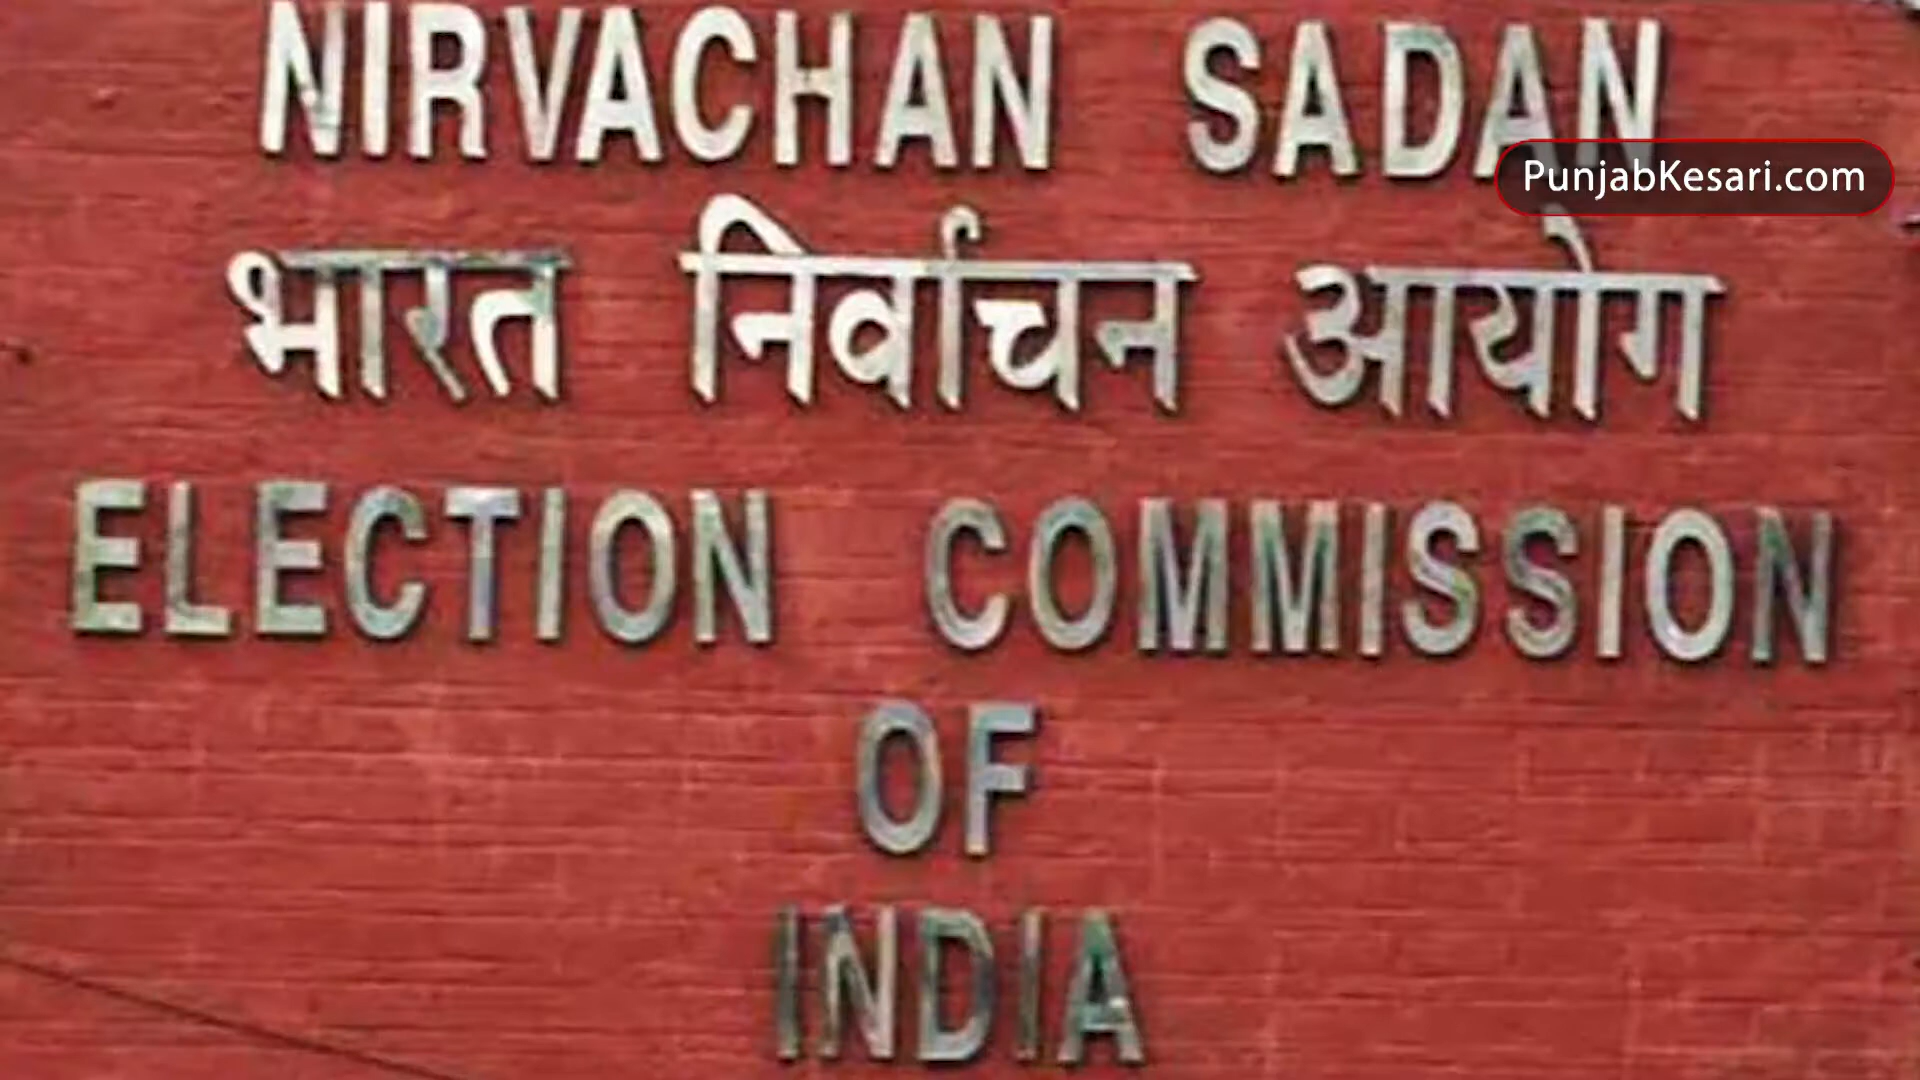 NIRVACHAN SADAN
PunjabKesari.com
भारत निर्वाचन आयोग
ELECTION COMMISSION
OF
INDIA